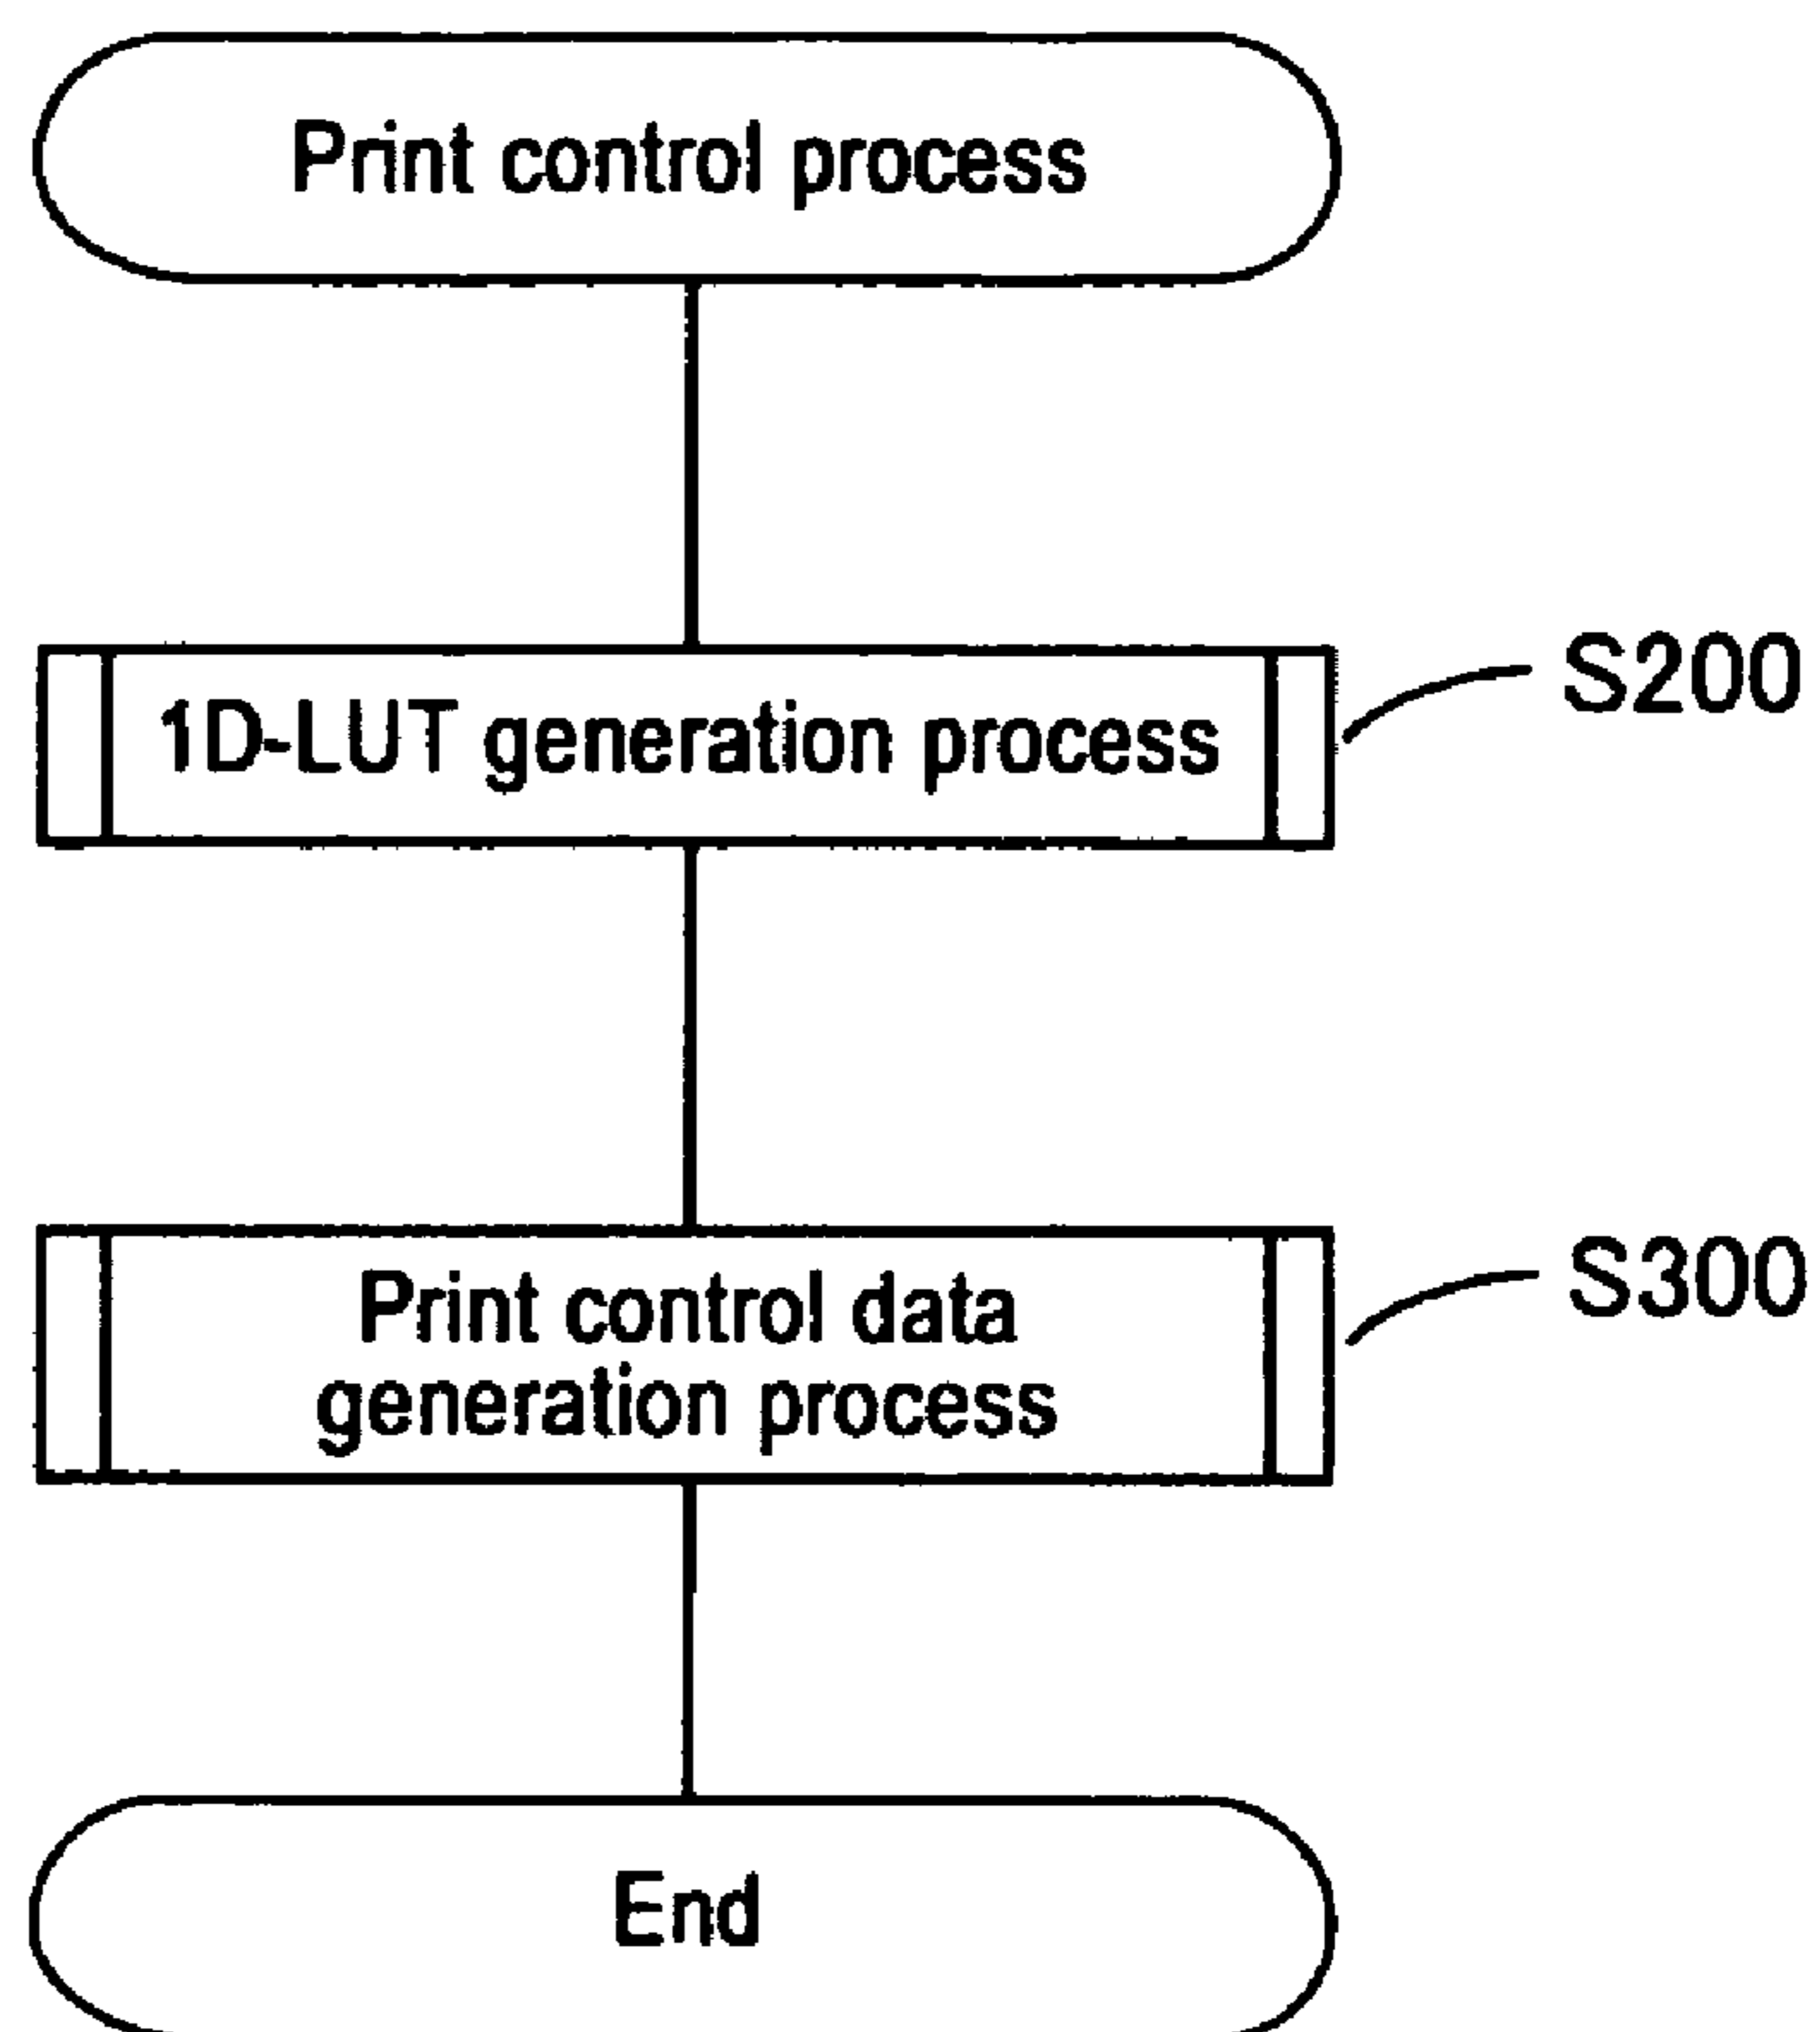 Print control process
1D-LUT generation process
S200
Print control data
generation process
S300
End